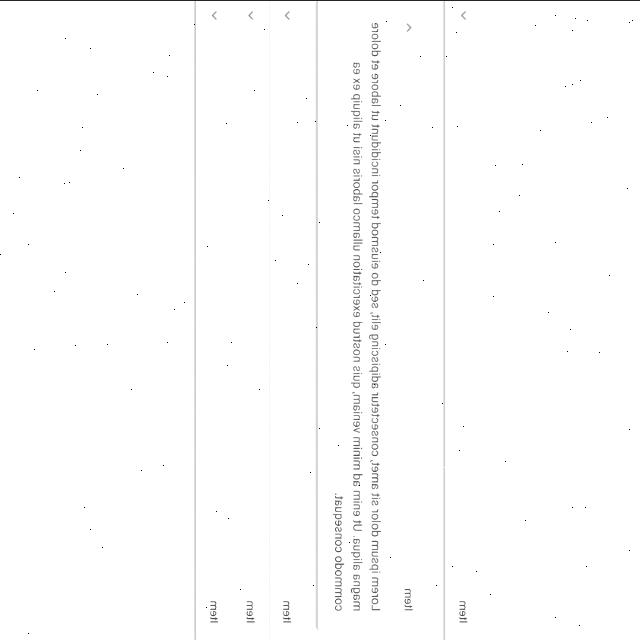 Item
Item
Lorem ipsum dolor sit amet, consectetur adipiscing elit, sed do eiusmod tempor incididunt ut labore et dolore
magna aliqua. Ut enim ad minim veniam, quis nostrud exercitation ullamco laboris nisi ut aliquip ex ea
commodo consequat.
Item
Item
Item